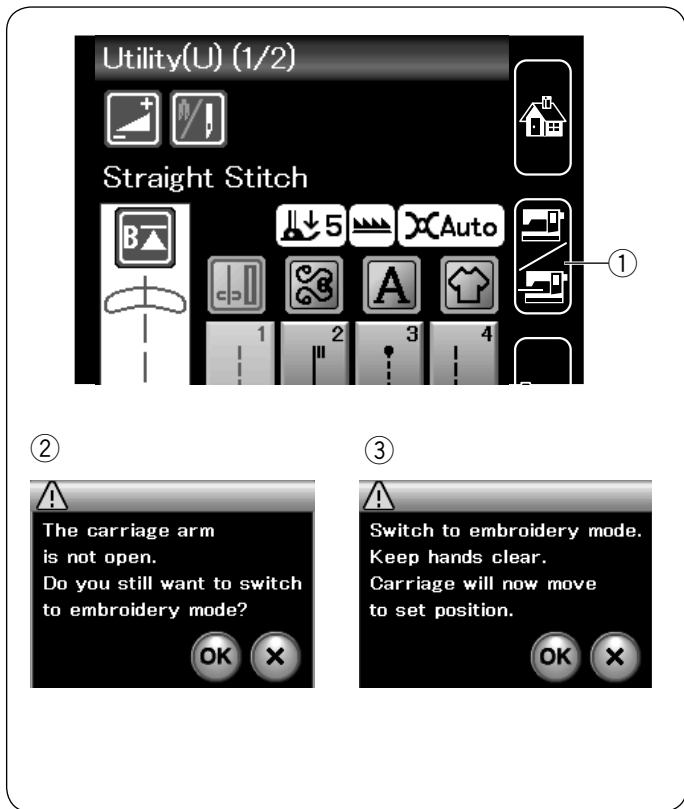 Utility(U) (1/2)
Straight Stitch
B 5 Auto
A
1 2 3 4
①
② ③
The carriage arm
is not open.
Do you still want to switch
to embroidery mode?
OK ×
Switch to embroidery mode.
Keep hands clear.
Carriage will now move
to set position.
OK ×